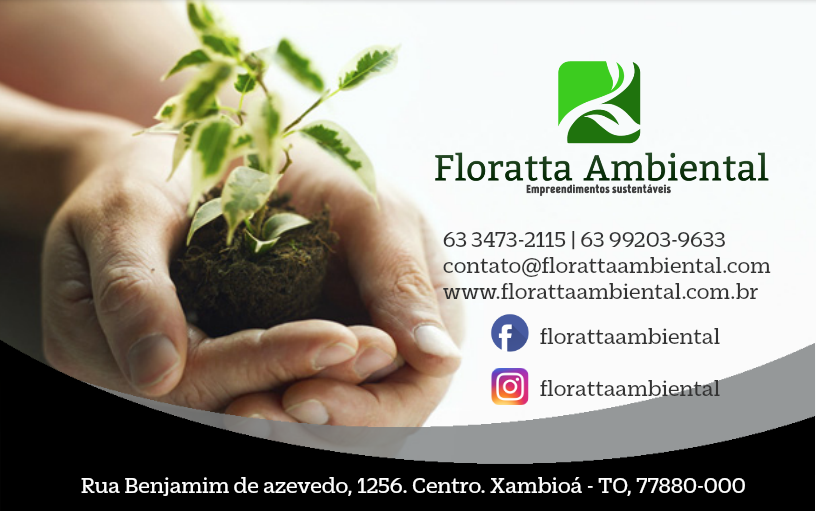 Floratta Ambiental
Empreendimentos sustentáveis
63 3473-2115 | 63 99203-9633
contato@florattaambiental.com
www.florattaambiental.com.br
florattaambiental
florattaambiental
Rua Benjamim de azevedo, 1256. Centro. Xambioá - TO, 77880-000